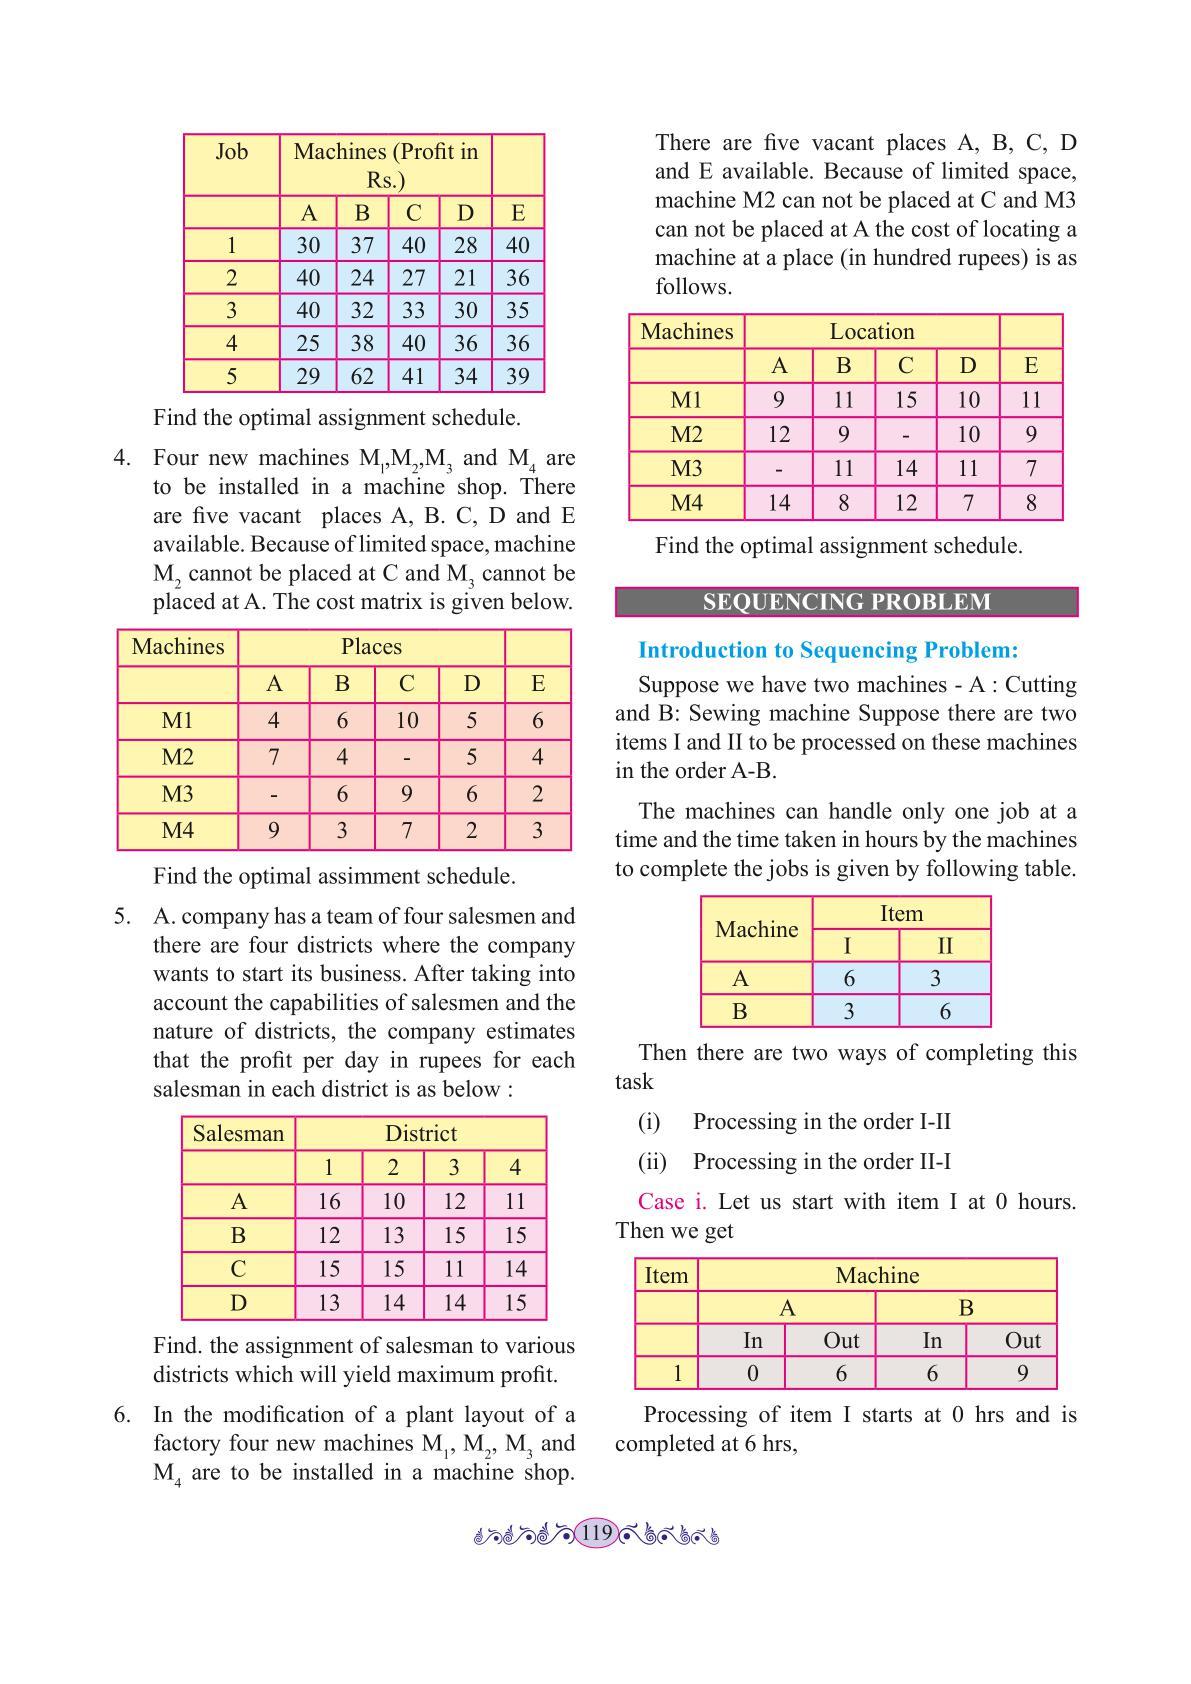 Job Machines (Profit in
Rs.)
A B C D E
1 30 37 40 28 40
2 40 24 27 21 36
3 40 32 33 30 35
4 25 38 40 36 36
5 29 62 41 34 39
Find the optimal assignment schedule.
4. Four new machines M₁,M₂,M₃ and M₄ are
to be installed in a machine shop. There
are five vacant places A, B. C, D and E
available. Because of limited space, machine
M₂ cannot be placed at C and M₃ cannot be
placed at A. The cost matrix is given below.
Machines Places
A B C D E
M1 4 6 10 5 6
M2 7 4 - 5 4
M3 - 6 9 6 2
M4 9 3 7 2 3
Find the optimal assimment schedule.
5. A. company has a team of four salesmen and
there are four districts where the company
wants to start its business. After taking into
account the capabilities of salesmen and the
nature of districts, the company estimates
that the profit per day in rupees for each
salesman in each district is as below :
Salesman District
1 2 3 4
A 16 10 12 11
B 12 13 15 15
C 15 15 11 14
D 13 14 14 15
Find. the assignment of salesman to various
districts which will yield maximum profit.
6. In the modification of a plant layout of a
factory four new machines M₁, M₂, M₃ and
M₄ are to be installed in a machine shop.
There are five vacant places A, B, C, D
and E available. Because of limited space,
machine M2 can not be placed at C and M3
can not be placed at A the cost of locating a
machine at a place (in hundred rupees) is as
follows.
Machines Location
A B C D E
M1 9 11 15 10 11
M2 12 9 - 10 9
M3 - 11 14 11 7
M4 14 8 12 7 8
Find the optimal assignment schedule.
SEQUENCING PROBLEM
Introduction to Sequencing Problem:
Suppose we have two machines - A : Cutting
and B: Sewing machine Suppose there are two
items I and II to be processed on these machines
in the order A-B.
The machines can handle only one job at a
time and the time taken in hours by the machines
to complete the jobs is given by following table.
Machine Item
I II
A 6 3
B 3 6
Then there are two ways of completing this
task
(i) Processing in the order I-II
(ii) Processing in the order II-I
Case i. Let us start with item I at 0 hours.
Then we get
Item Machine
A B
In Out In Out
1 0 6 6 9
Processing of item I starts at 0 hrs and is
completed at 6 hrs,
119